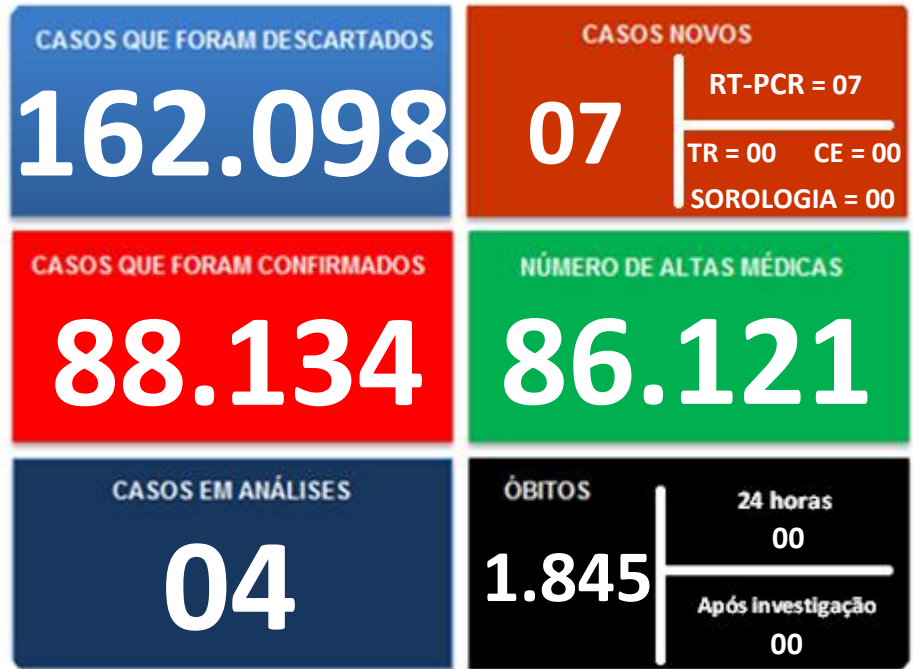 CASOS QUE FORAM DESCARTADOS
162.098
CASOS NOVOS
07
RT-PCR = 07
TR = 00 CE = 00
SOROLOGIA = 00
CASOS QUE FORAM CONFIRMADOS
88.134
NÚMERO DE ALTAS MÉDICAS
86.121
CASOS EM ANÁLISES
04
ÓBITOS
1.845
24 horas
00
Após investigação
00